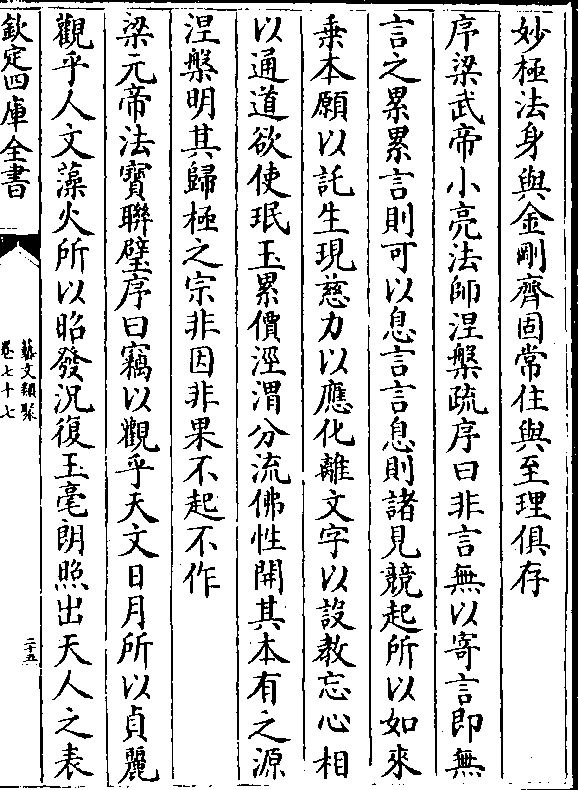 妙極法身與金剛齊固常住與至理俱存
序梁武帝小亮法師涅槃疏序曰非言無以寄言即無
言之累累言則可以息言言息則諸見競起所以如來
乗本願以託生現慈力以應化離文字以設教忘心相
以通道欲使珉玉累價涇渭分流佛性開其本有之源
涅槃明其歸極之宗非因非果不起不作
梁元帝法寶聨璧序曰竊以觀乎天文日月所以貞麗
觀乎人文藻火所以昭發況復玉毫朗照出天人之表
欽定四庫全書
藝文類聚
卷七十七
二十五